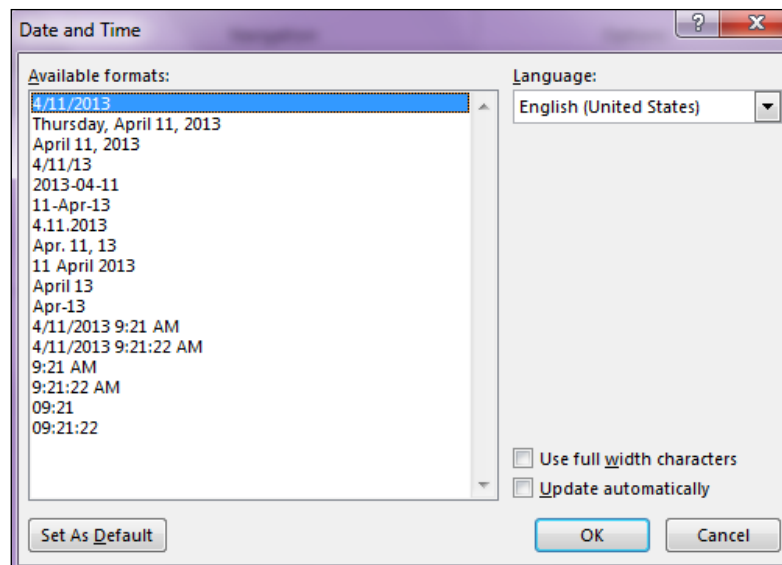 Date and Time
?
Available formats:
Language:
4/11/2013
English (United States)
Thursday, April 11, 2013
April 11, 2013
4/11/13
2013-04-11
11-Apr-13
4.11.2013
Apr. 11, 13
11 April 2013
April 13
Apr-13
4/11/2013 9:21 AM
4/11/2013 9:21:22 AM
9:21 AM
9:21:22 AM
09:21
09:21:22
Use full width characters
Update automatically
Set As Default
OK
Cancel